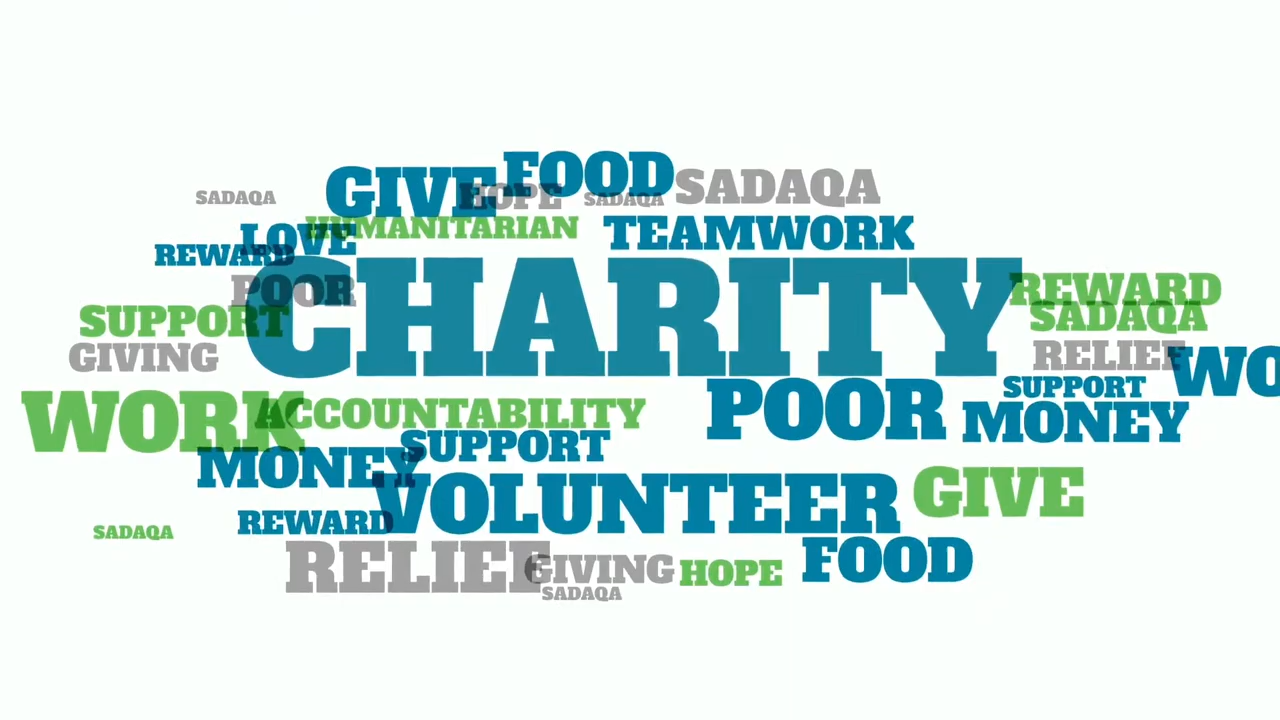 FOOD
GIVE
SADAQA
HOPE
SADAQA
SADAQA
HUMANITARIAN
TEAMWORK
LOVE
REWARD
CHARITY
POOR
REWARD
SUPPORT
SADAQA
GIVING
RELIEF
WO
SUPPORT
POOR
MONEY
WORK
ACCOUNTABILITY
SUPPORT
MONEY
VOLUNTEER
GIVE
SADAQA
REWARD
FOOD
RELIEF
GIVING
HOPE
SADAQA